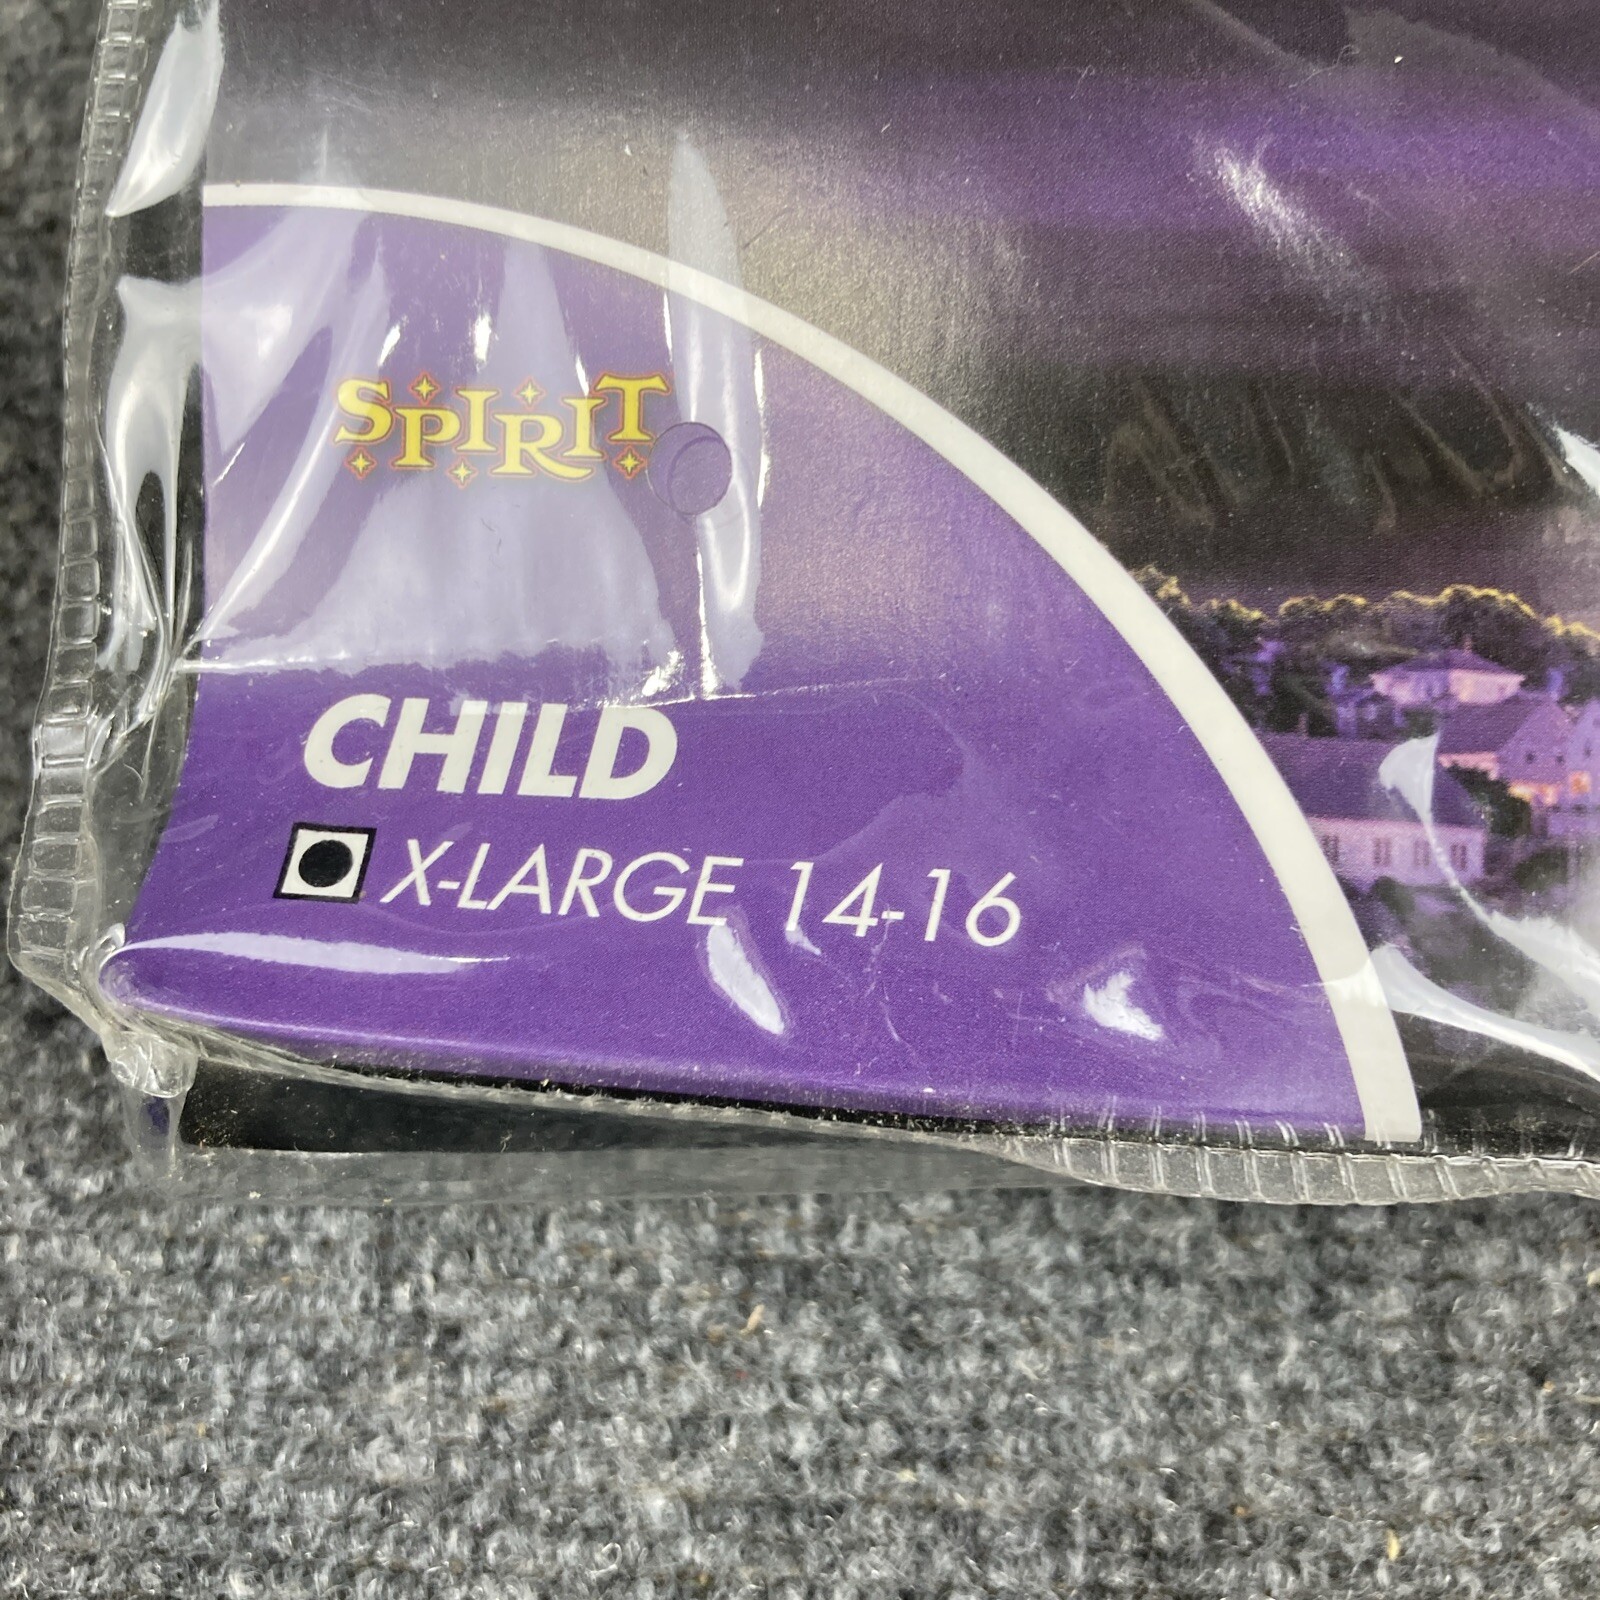 SPIRIT
CHILD
X-LARGE 14-16